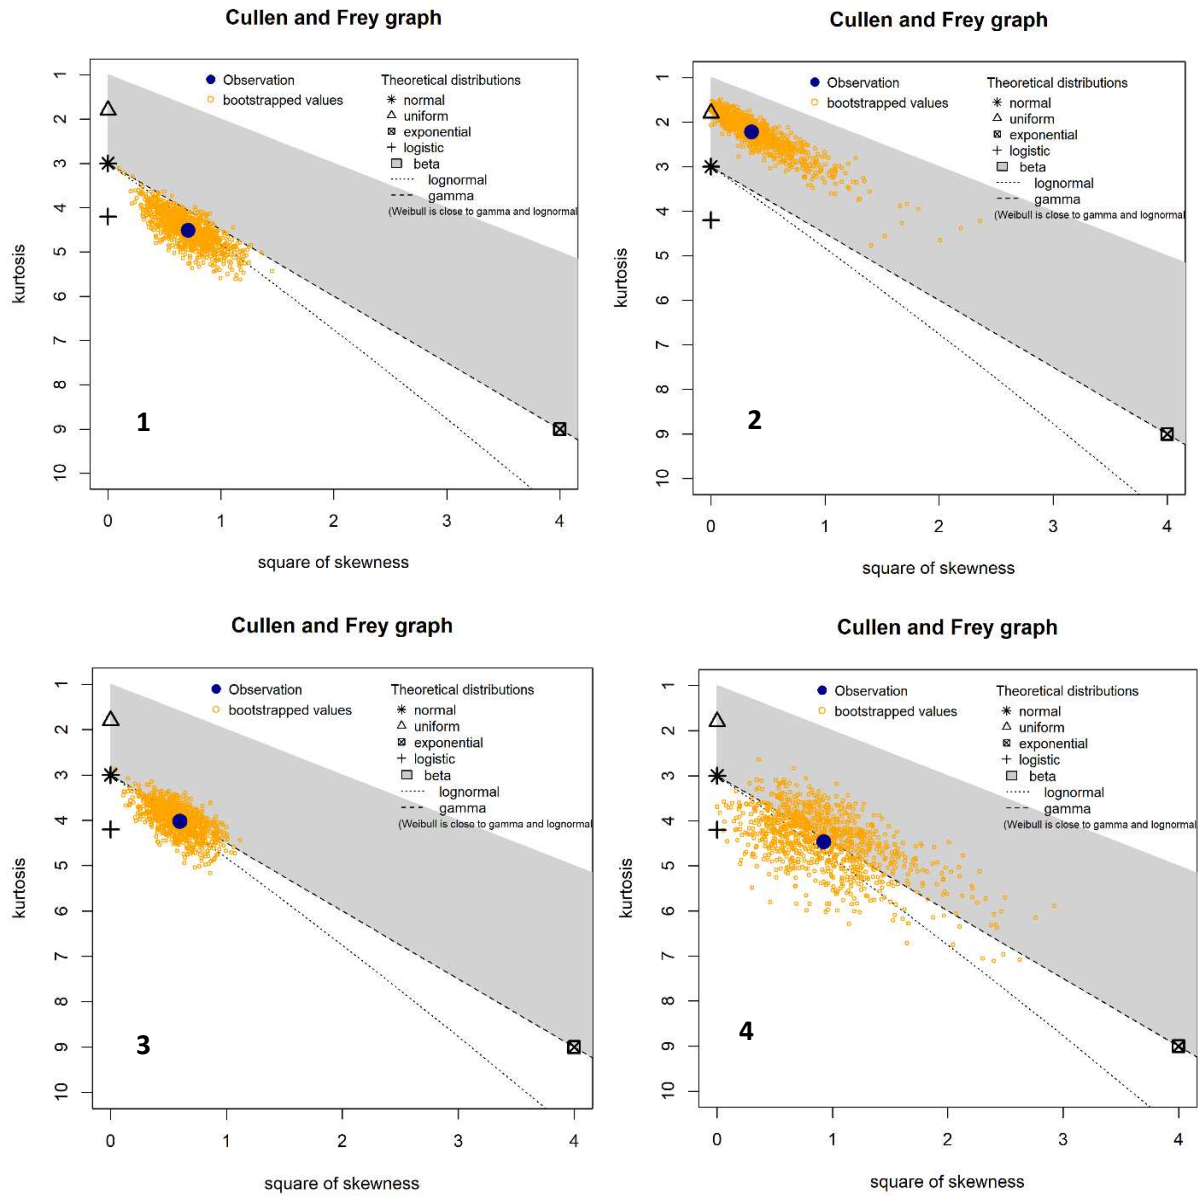 Cullen and Frey graph
Observation
bootstrapped values
Theoretical distributions
normal
uniform
exponential
logistic
beta
lognormal
gamma
(Weibull is close to gamma and lognormal
kurtosis
1
2
3
4
5
6
7
8
9
10
1
0
1
2
3
4
square of skewness
Cullen and Frey graph
Observation
bootstrapped values
Theoretical distributions
normal
uniform
exponential
logistic
beta
lognormal
gamma
(Weibull is close to gamma and lognormal
kurtosis
1
2
3
4
5
6
7
8
9
10
2
0
1
2
3
4
square of skewness
Cullen and Frey graph
Observation
bootstrapped values
Theoretical distributions
normal
uniform
exponential
logistic
beta
lognormal
gamma
(Weibull is close to gamma and lognormal
kurtosis
1
2
3
4
5
6
7
8
9
10
3
0
1
2
3
4
square of skewness
Cullen and Frey graph
Observation
bootstrapped values
Theoretical distributions
normal
uniform
exponential
logistic
beta
lognormal
gamma
(Weibull is close to gamma and lognormal
kurtosis
1
2
3
4
5
6
7
8
9
10
4
0
1
2
3
4
square of skewness